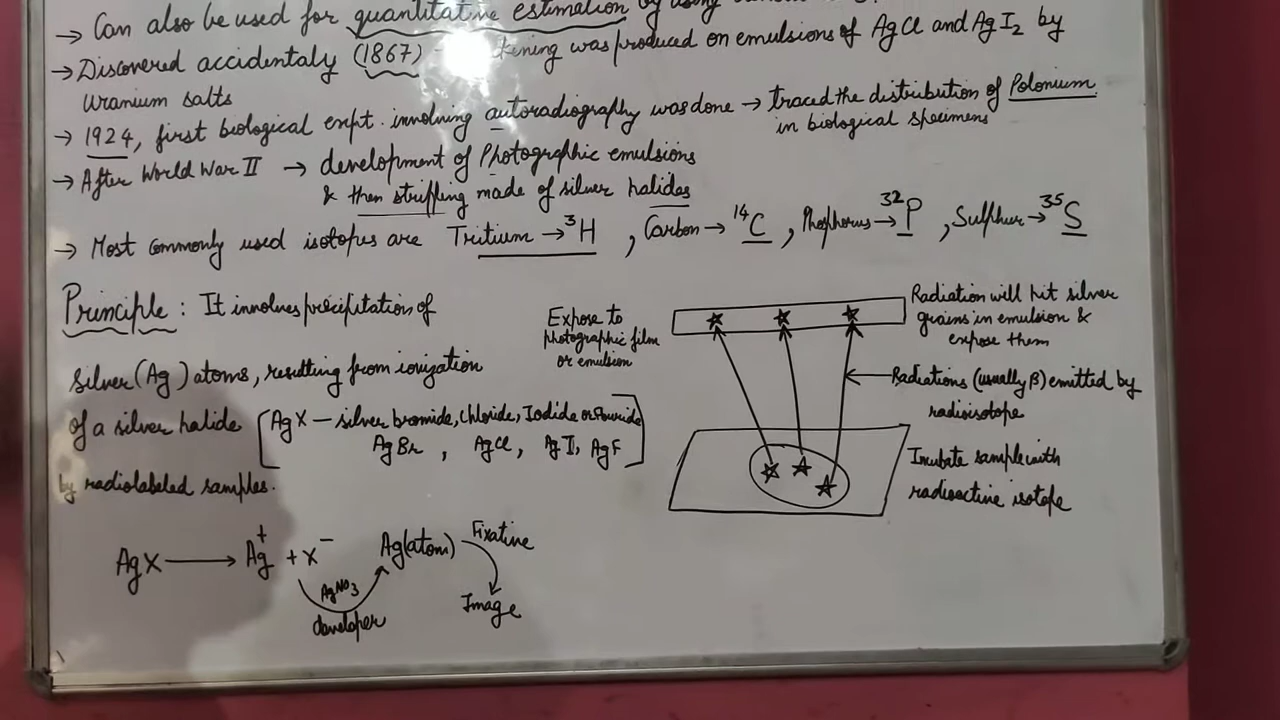 → Can also be used for quantitative estimation by using
→ Discovered accidentaly (1867) → kening was produced on emulsions of AgCl and AgI₂ by
Uranium salts
→ 1924, first biological expt. involving autoradiography was done → traced the distribution of Polonium
in biological specimens
→ After World War II → development of Photographic emulsions
& then stripping made of silver halides
→ Most commonly used isotopes are Tritium → ³H , Carbon → ¹⁴C , Phosphorus → ³²P , Sulphur → ³⁵S
Principle : It involves precipitation of
silver (Ag) atoms, resulting from ionization
of a silver halide [AgX — silver bromide, Chloride, Iodide or Flouride
AgBr , AgCl , AgI, AgF]
by radiolabeled samples.
AgX → Ag⁺ + X⁻ Ag(atom) Fixative
AgNO₃
developer
Image
Expose to
photographic film
or emulsion
Radiation will hit silver
grains in emulsion &
expose them
Radiations (usually β) emitted by
radioisotope
Incubate sample with
radioactive isotope